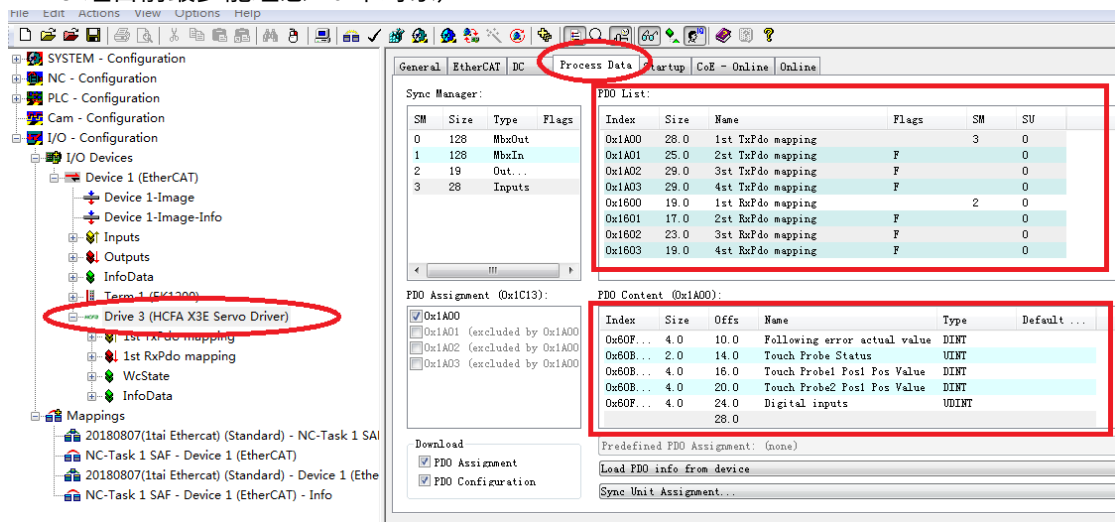 File Edit Actions View Options Help
SYSTEM - Configuration
NC - Configuration
PLC - Configuration
Cam - Configuration
I/O - Configuration
I/O Devices
Device 1 (EtherCAT)
Device 1-Image
Device 1-Image-Info
Inputs
Outputs
InfoData
Term 1 (EK1200)
Drive 3 (HCFA X3E Servo Driver)
1st TxPdo mapping
1st RxPdo mapping
WcState
InfoData
Mappings
20180807(1tai Ethercat) (Standard) - NC-Task 1 SAI
NC-Task 1 SAF - Device 1 (EtherCAT)
20180807(1tai Ethercat) (Standard) - Device 1 (Ethe
NC-Task 1 SAF - Device 1 (EtherCAT) - Info
General EtherCAT DC Process Data Startup CoE - Online Online
Sync Manager:
SM Size Type Flags
0 128 MbxOut
1 128 MbxIn
2 19 Out...
3 28 Inputs
PDO List:
Index Size Name Flags SM SU
0x1A00 28.0 1st TxPdo mapping 3 0
0x1A01 25.0 2st TxPdo mapping F 0
0x1A02 29.0 3st TxPdo mapping F 0
0x1A03 29.0 4st TxPdo mapping F 0
0x1600 19.0 1st RxPdo mapping 2 0
0x1601 17.0 2st RxPdo mapping F 0
0x1602 23.0 3st RxPdo mapping F 0
0x1603 19.0 4st RxPdo mapping F 0
PDO Assignment (0x1C13):
0x1A00
0x1A01 (excluded by 0x1A00
0x1A02 (excluded by 0x1A00
0x1A03 (excluded by 0x1A00
PDO Content (0x1A00):
Index Size Offs Name Type Default ...
0x60F... 4.0 10.0 Following error actual value DINT
0x60B... 2.0 14.0 Touch Probe Status UINT
0x60B... 4.0 16.0 Touch Probe1 Pos1 Pos Value DINT
0x60B... 4.0 20.0 Touch Probe2 Pos1 Pos Value DINT
0x60F... 4.0 24.0 Digital inputs UDINT
28.0
Download
PDO Assignment
PDO Configuration
Predefined PDO Assignment: (none)
Load PDO info from device
Sync Unit Assignment...